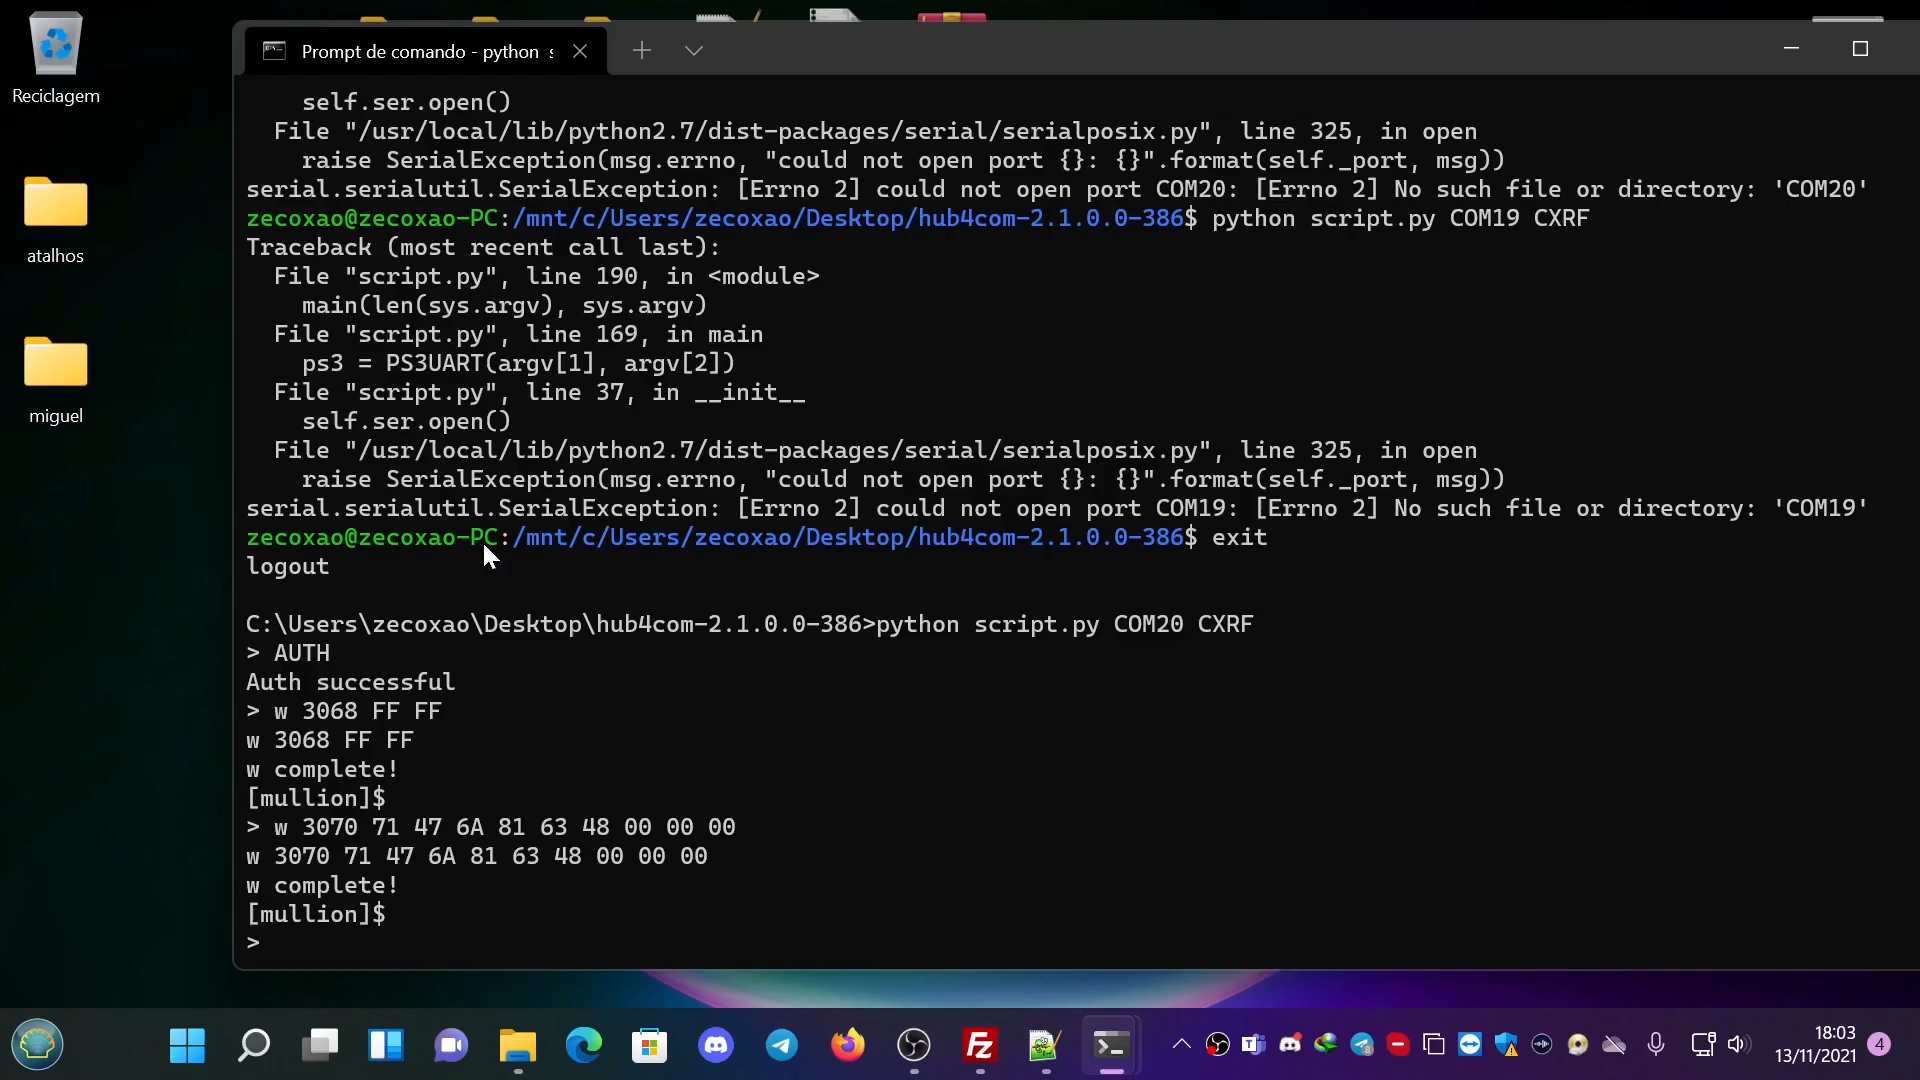 Reciclagem
atalhos
miguel
Prompt de comando - python s
self.ser.open()
File "/usr/local/lib/python2.7/dist-packages/serial/serialposix.py", line 325, in open
raise SerialException(msg.errno, "could not open port {}: {}".format(self._port, msg))
serial.serialutil.SerialException: [Errno 2] could not open port COM20: [Errno 2] No such file or directory: 'COM20'
zecoxao@zecoxao-PC:/mnt/c/Users/zecoxao/Desktop/hub4com-2.1.0.0-386$ python script.py COM19 CXRF
Traceback (most recent call last):
File "script.py", line 190, in <module>
main(len(sys.argv), sys.argv)
File "script.py", line 169, in main
ps3 = PS3UART(argv[1], argv[2])
File "script.py", line 37, in __init__
self.ser.open()
File "/usr/local/lib/python2.7/dist-packages/serial/serialposix.py", line 325, in open
raise SerialException(msg.errno, "could not open port {}: {}".format(self._port, msg))
serial.serialutil.SerialException: [Errno 2] could not open port COM19: [Errno 2] No such file or directory: 'COM19'
zecoxao@zecoxao-PC:/mnt/c/Users/zecoxao/Desktop/hub4com-2.1.0.0-386$ exit
logout
C:\Users\zecoxao\Desktop\hub4com-2.1.0.0-386>python script.py COM20 CXRF
> AUTH
Auth successful
> w 3068 FF FF
w 3068 FF FF
w complete!
[mullion]$
> w 3070 71 47 6A 81 63 48 00 00 00
w 3070 71 47 6A 81 63 48 00 00 00
w complete!
[mullion]$
>
18:03
13/11/2021
4